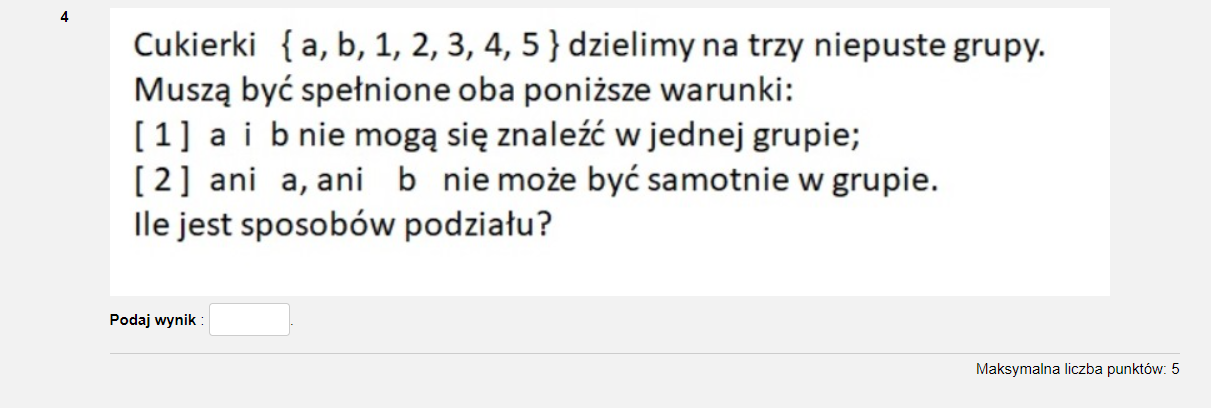 4
Cukierki { a, b, 1, 2, 3, 4, 5 } dzielimy na trzy niepuste grupy.
Muszą być spełnione oba poniższe warunki:
[ 1 ] a i b nie mogą się znaleźć w jednej grupie;
[ 2 ] ani a, ani b nie może być samotnie w grupie.
Ile jest sposobów podziału?
Podaj wynik : .
Maksymalna liczba punktów: 5